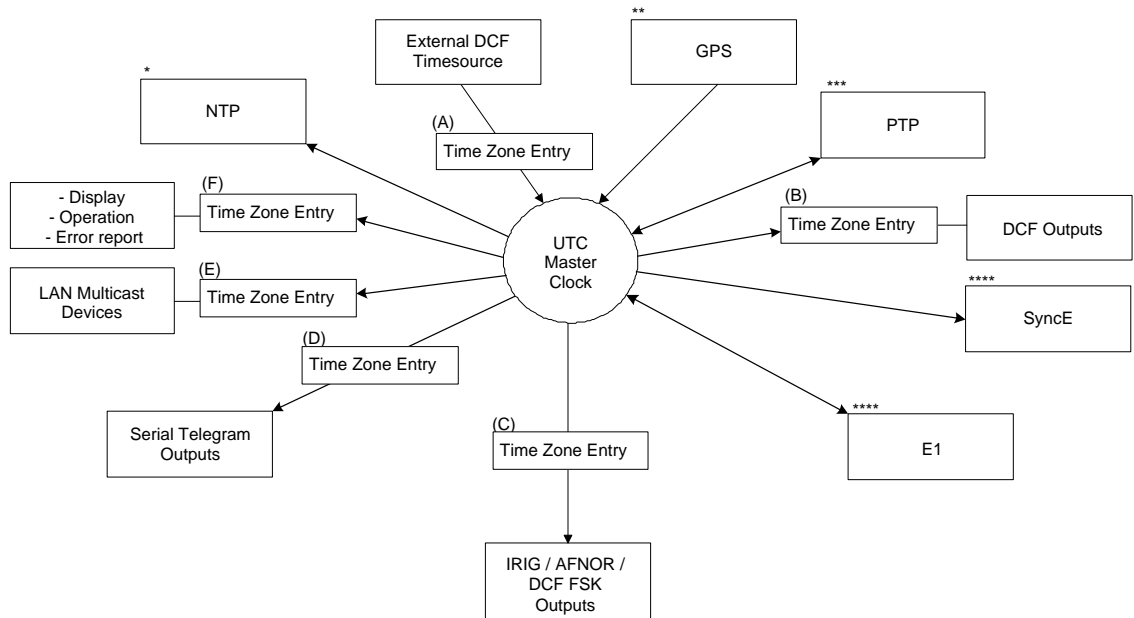 External DCF
Timesource
**
GPS
*
NTP
***
PTP
(A)
Time Zone Entry
(F)
Time Zone Entry
- Display
- Operation
- Error report
(B)
Time Zone Entry
DCF Outputs
UTC
Master
Clock
(E)
Time Zone Entry
LAN Multicast
Devices
****
SyncE
(D)
Time Zone Entry
Serial Telegram
Outputs
(C)
Time Zone Entry
****
E1
IRIG / AFNOR /
DCF FSK
Outputs